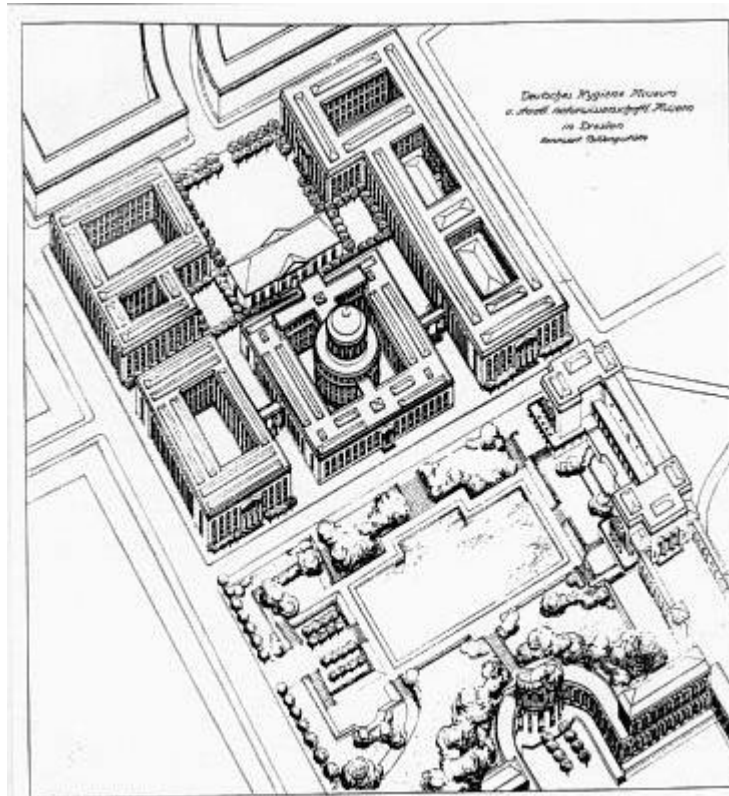 Deutsches Hygiene Museum
u. staatl. naturwissenschaftl. Museen
in Dresden
Kennwort